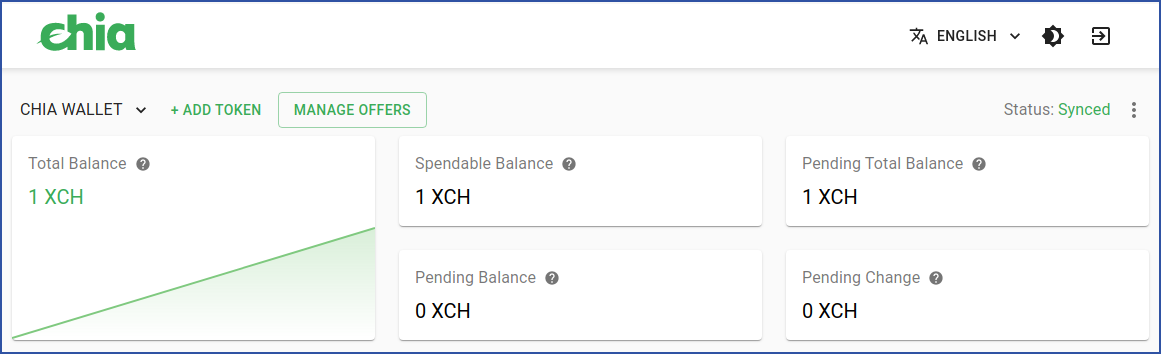 chia
ENGLISH
CHIA WALLET + ADD TOKEN MANAGE OFFERS Status: Synced
Total Balance
1 XCH
Spendable Balance
1 XCH
Pending Total Balance
1 XCH
Pending Balance
0 XCH
Pending Change
0 XCH